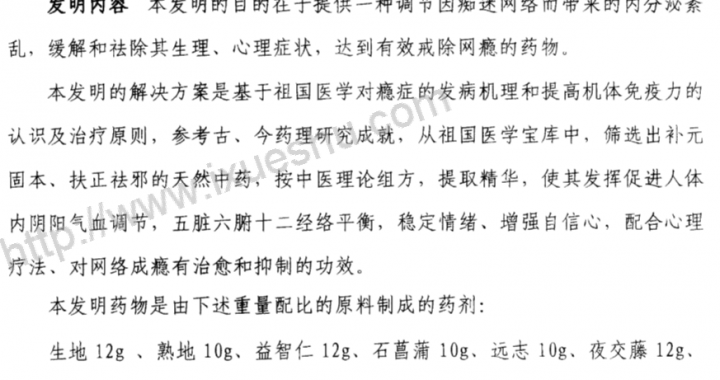 发明内容 本发明的目的在于提供一种调节因痴迷网络而带来的内分泌紊
乱，缓解和祛除其生理、心理症状，达到有效戒除网瘾的药物。
本发明的解决方案是基于祖国医学对瘾症的发病机理和提高机体免疫力的
认识及治疗原则，参考古、今药理研究成就，从祖国医学宝库中，筛选出补元
固本、扶正祛邪的天然中药，按中医理论组方，提取精华，使其发挥促进人体
内阴阳气血调节，五脏六腑十二经络平衡，稳定情绪、增强自信心，配合心理
疗法、对网络成瘾有治愈和抑制的功效。
本发明药物是由下述重量配比的原料制成的药剂：
生地 12g 、熟地 10g、益智仁 12g、石菖蒲 10g、远志 10g、夜交藤 12g、
http://www.ixueshu.com